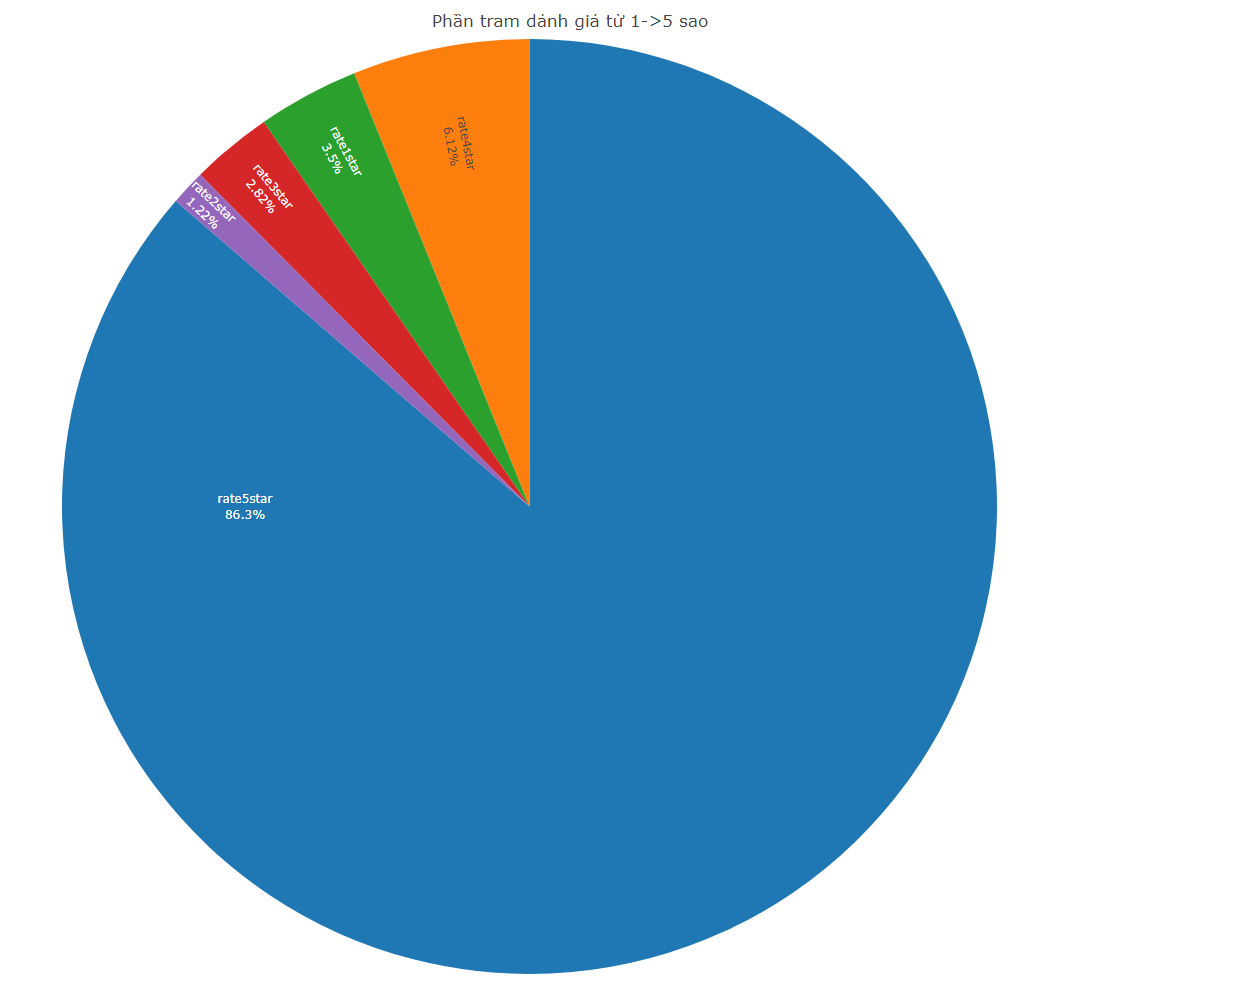 Phần tram dánh giá từ 1->5 sao
rate4star
6.12%
rate1star
3.5%
rate3star
2.82%
rate2star
1.22%
rate5star
86.3%